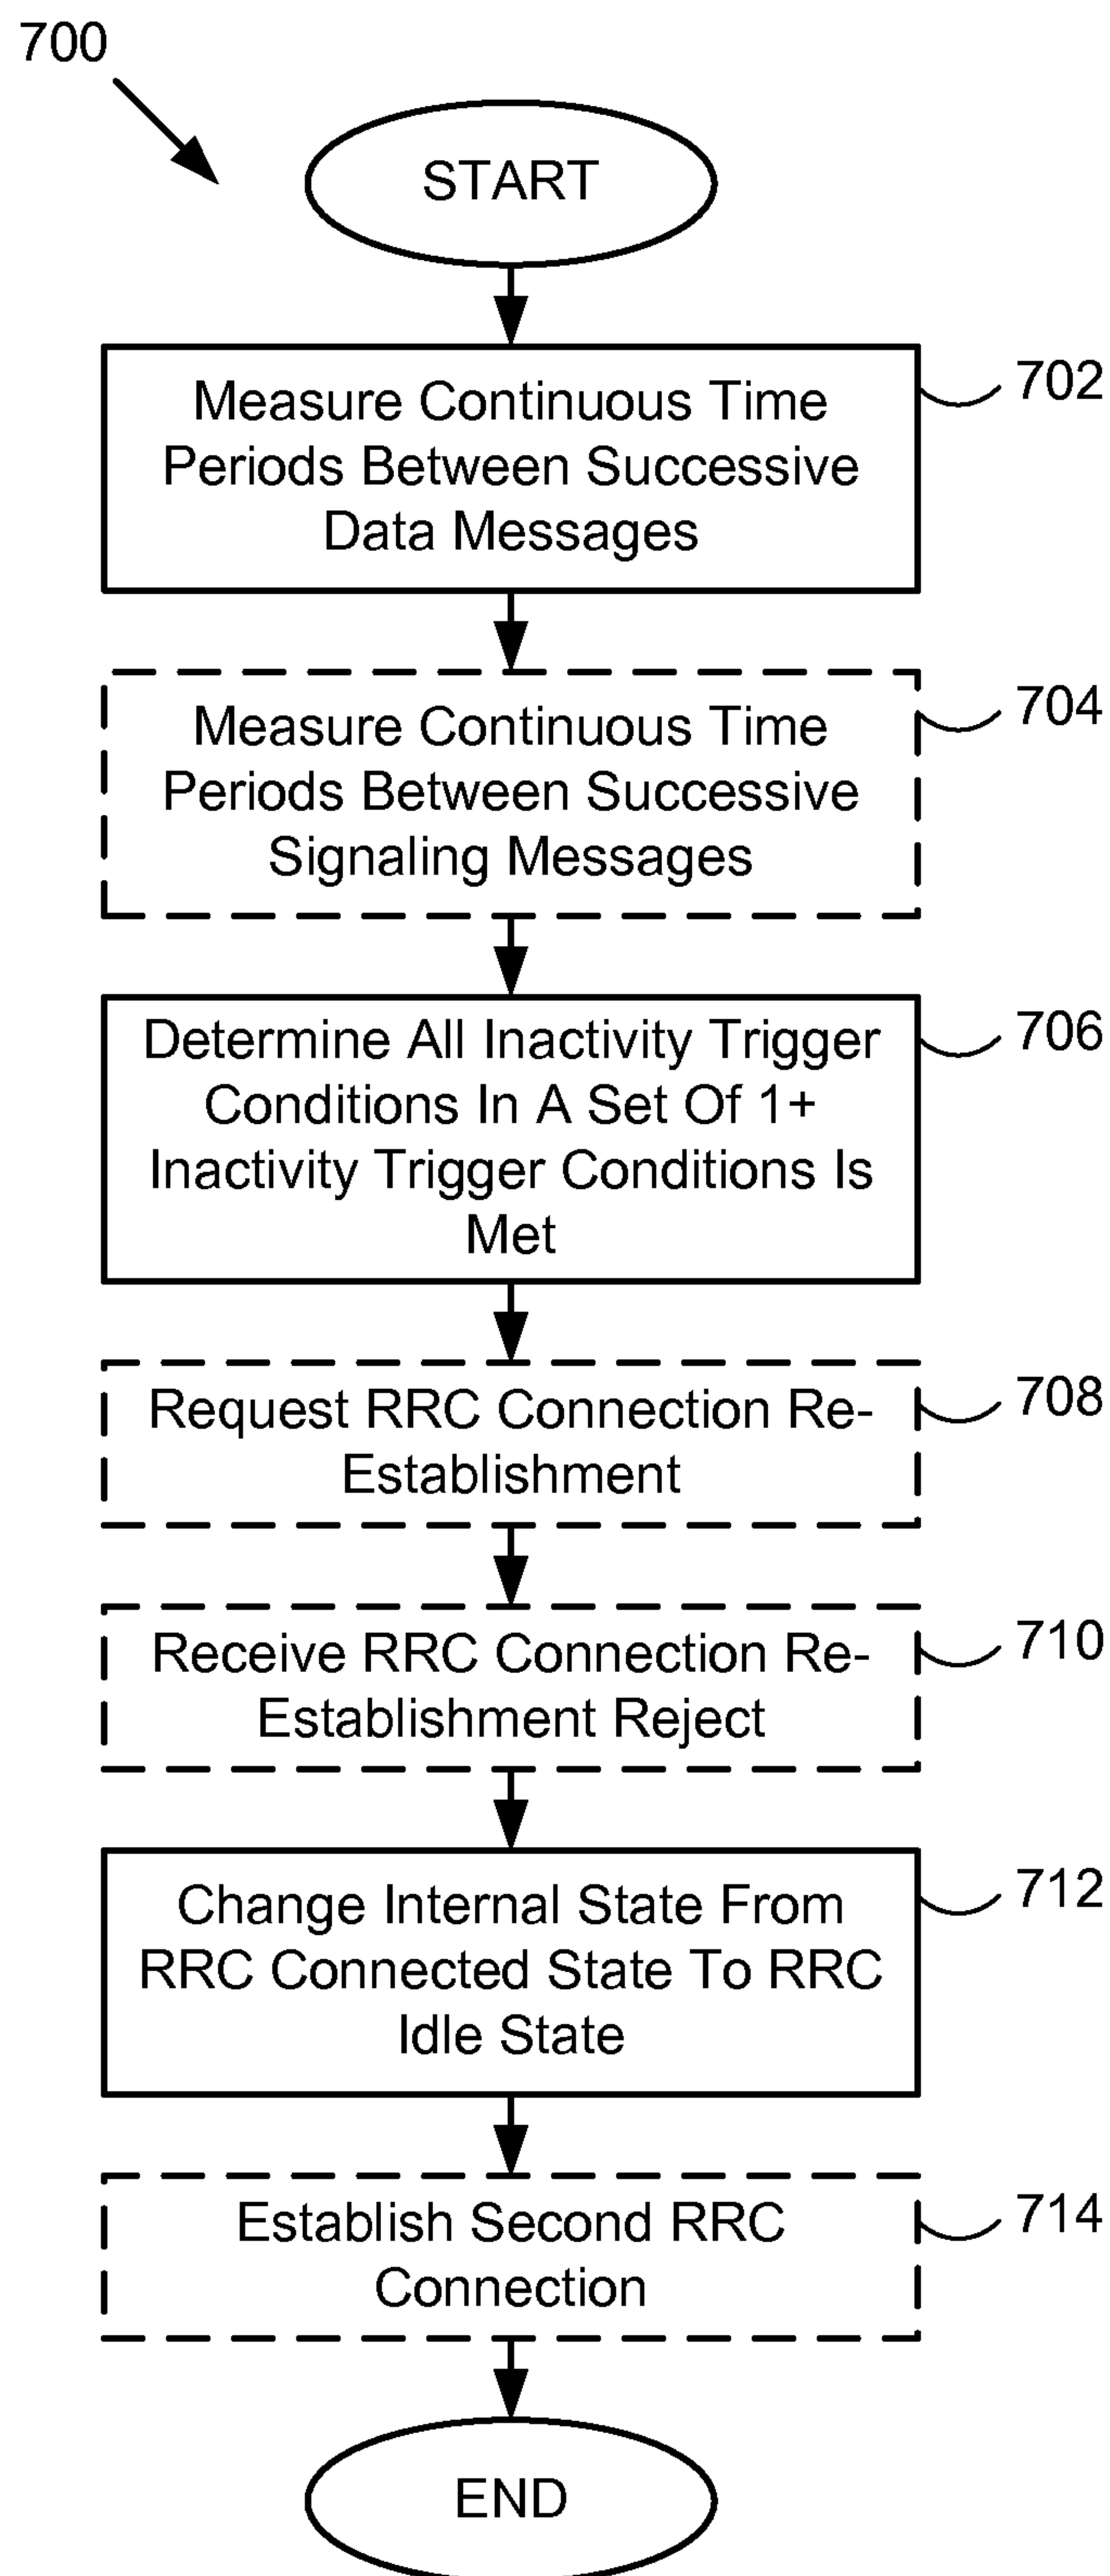 700
START
Measure Continuous Time
Periods Between Successive
Data Messages
702
Measure Continuous Time
Periods Between Successive
Signaling Messages
704
Determine All Inactivity Trigger
Conditions In A Set Of 1+
Inactivity Trigger Conditions Is
Met
706
Request RRC Connection Re-
Establishment
708
Receive RRC Connection Re-
Establishment Reject
710
Change Internal State From
RRC Connected State To RRC
Idle State
712
Establish Second RRC
Connection
714
END